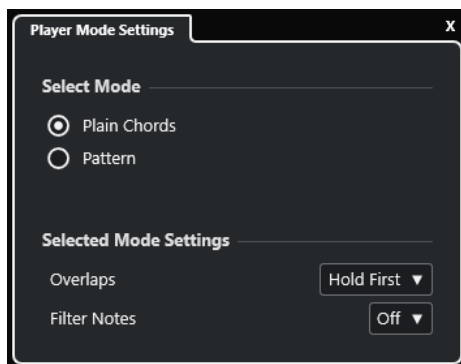 Player Mode Settings X
Select Mode
Plain Chords
Pattern
Selected Mode Settings
Overlaps Hold First ▼
Filter Notes Off ▼